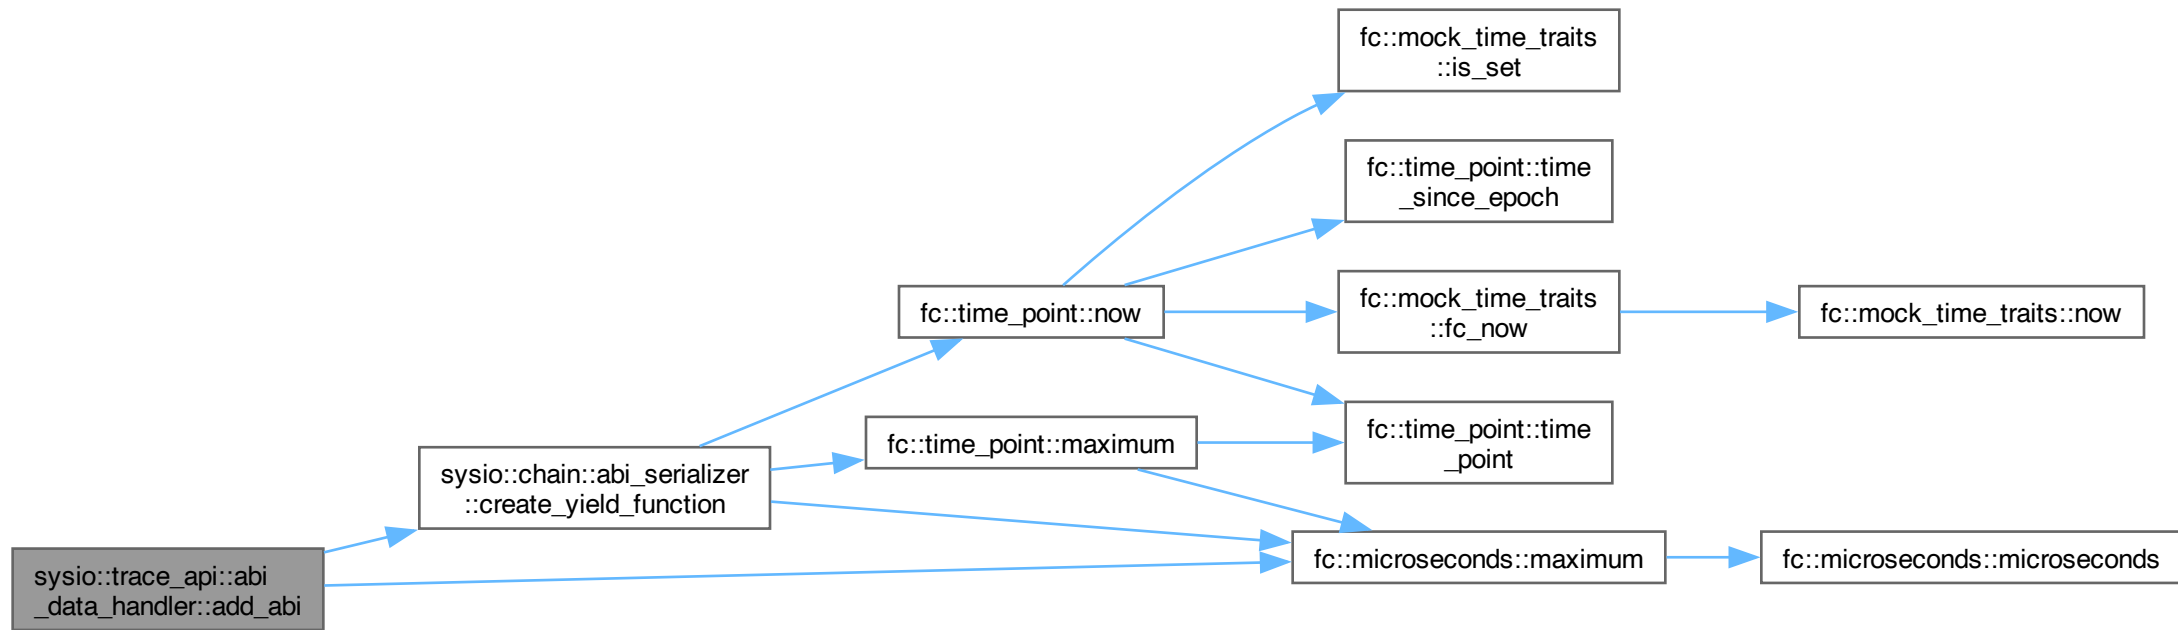 fc::mock_time_traits
::is_set
fc::time_point::time
_since_epoch
fc::time_point::now
fc::mock_time_traits
::fc_now
fc::mock_time_traits::now
fc::time_point::maximum
fc::time_point::time
_point
sysio::chain::abi_serializer
::create_yield_function
fc::microseconds::maximum
fc::microseconds::microseconds
sysio::trace_api::abi
_data_handler::add_abi